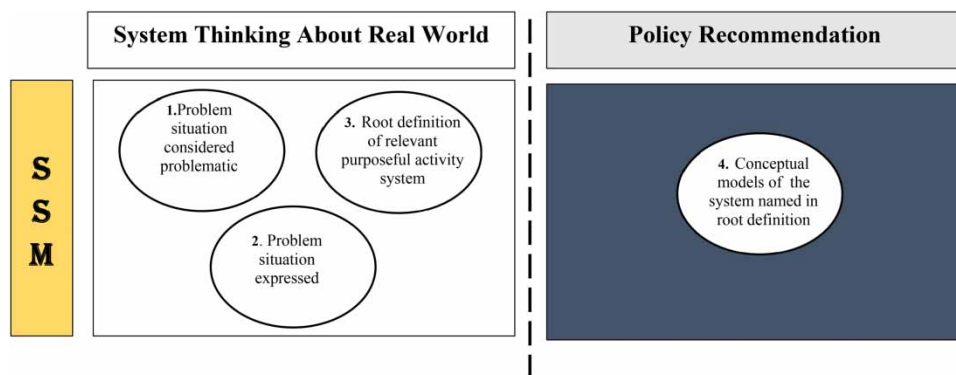 System Thinking About Real World
Policy Recommendation
S
S
M
1.Problem
situation
considered
problematic
3. Root definition
of relevant
purposeful activity
system
2. Problem
situation
expressed
4. Conceptual
models of the
system named in
root definition